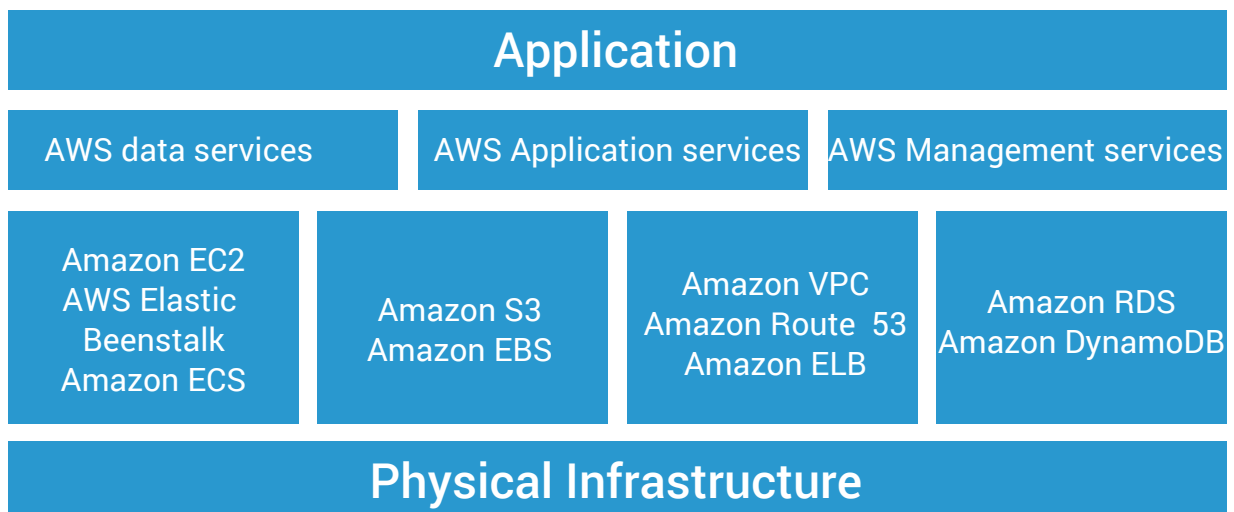 Application
AWS data services
AWS Application services
AWS Management services
Amazon EC2
AWS Elastic
Beenstalk
Amazon ECS
Amazon S3
Amazon EBS
Amazon VPC
Amazon Route 53
Amazon ELB
Amazon RDS
Amazon DynamoDB
Physical Infrastructure